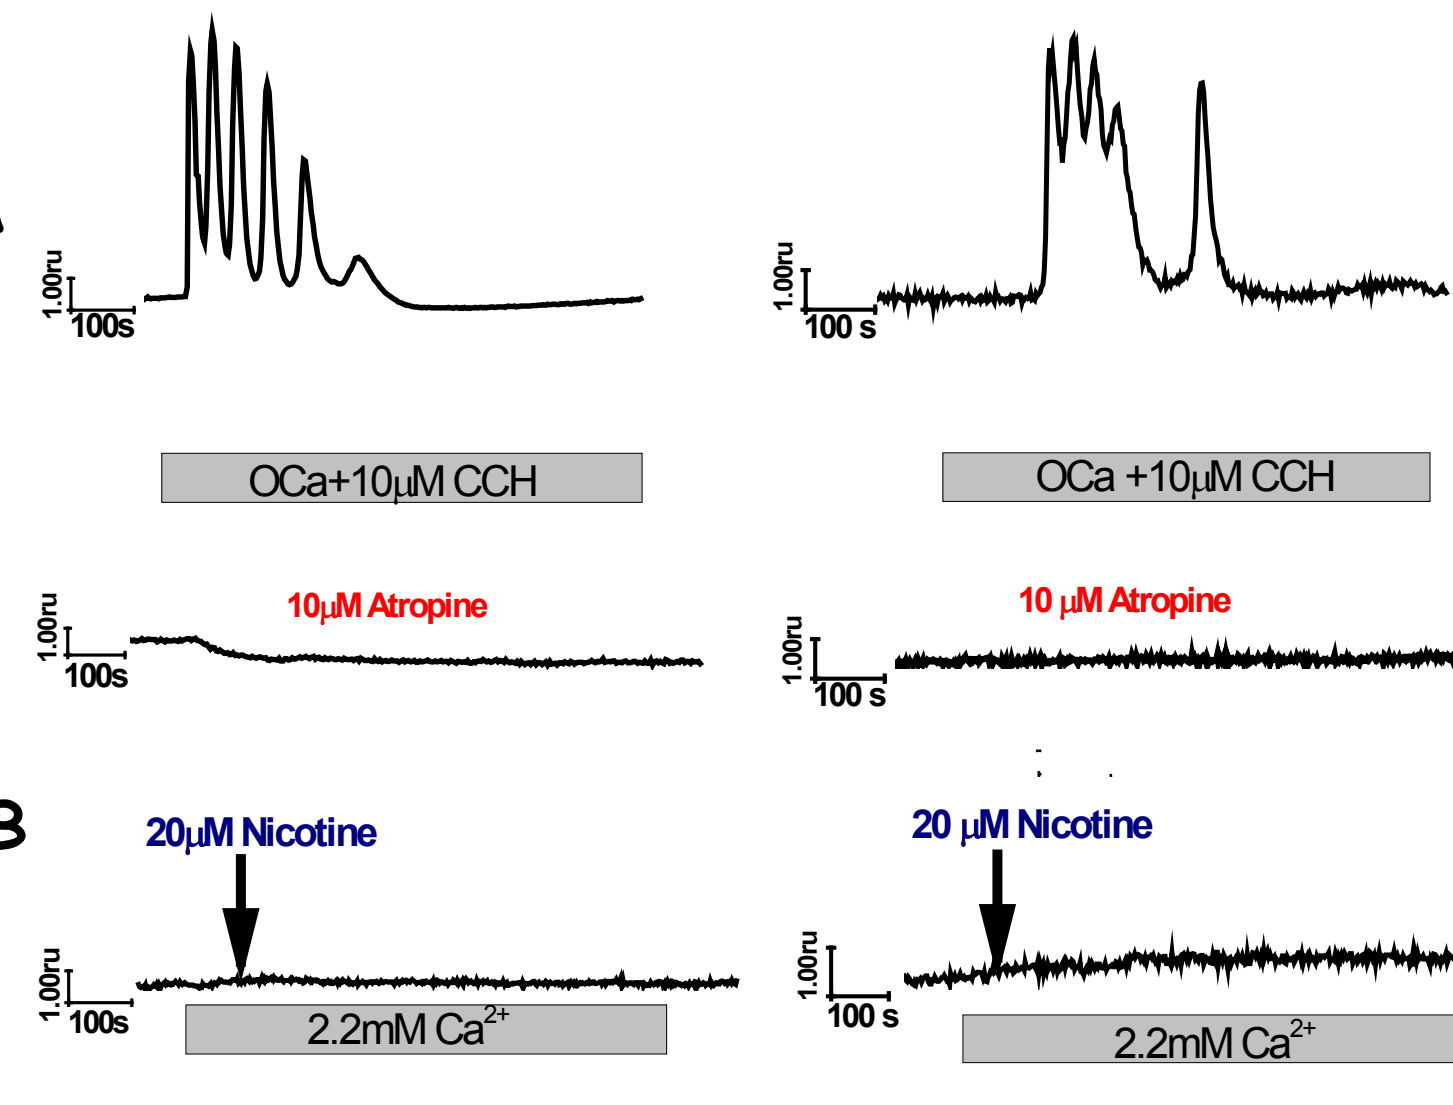 1.00ru
100s
1.00ru
100 s
OCa+10μM CCH
OCa +10μM CCH
10μM Atropine
10 μM Atropine
1.00ru
100s
1.00ru
100 s
B
20μM Nicotine
20 μM Nicotine
1.00ru
100s
1.00ru
100 s
2.2mM Ca²⁺
2.2mM Ca²⁺